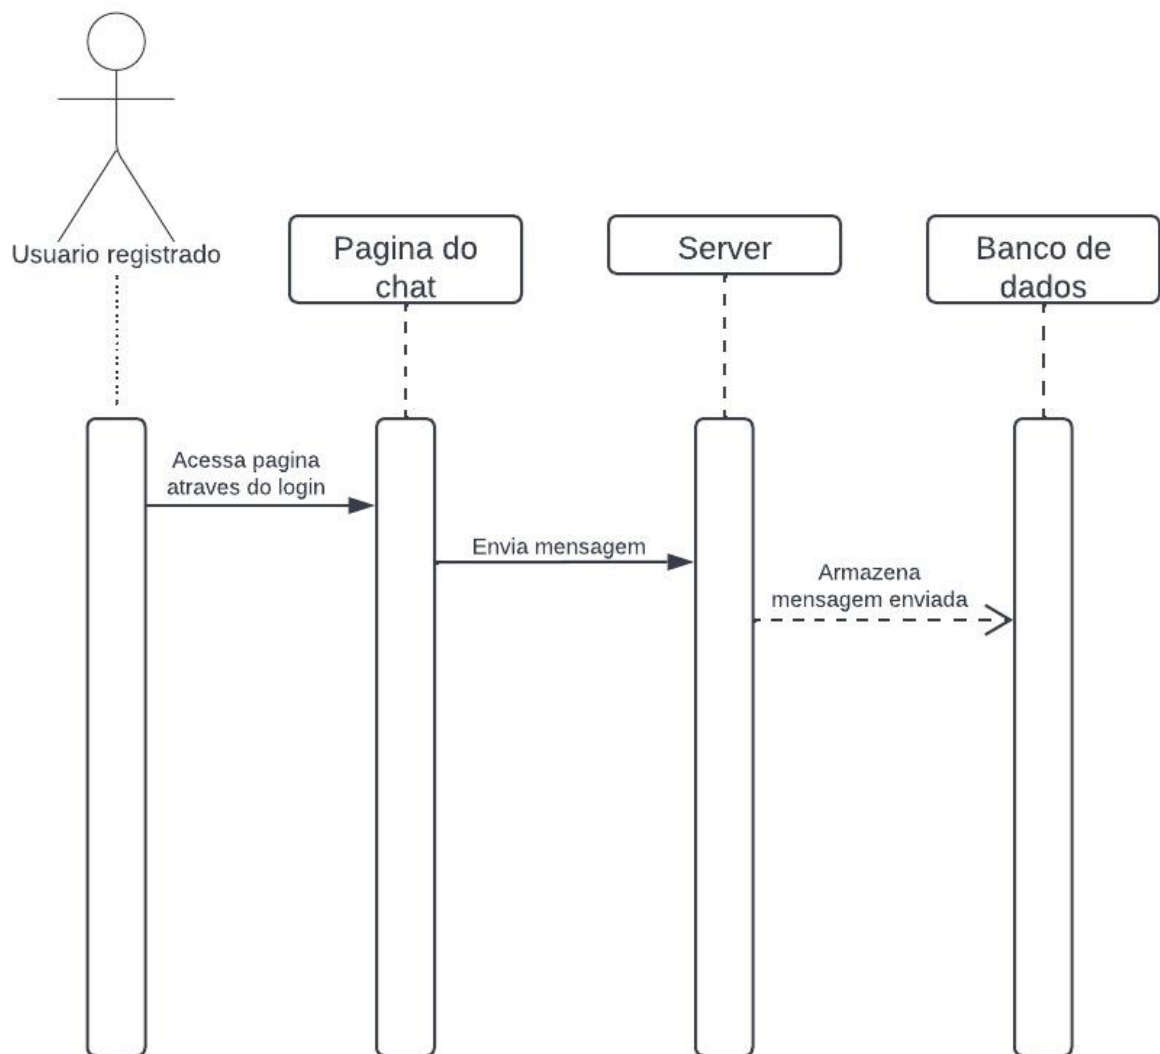 Usuario registrado
Pagina do
chat
Server
Banco de
dados
Acessa pagina
atraves do login
Envia mensagem
Armazena
mensagem enviada